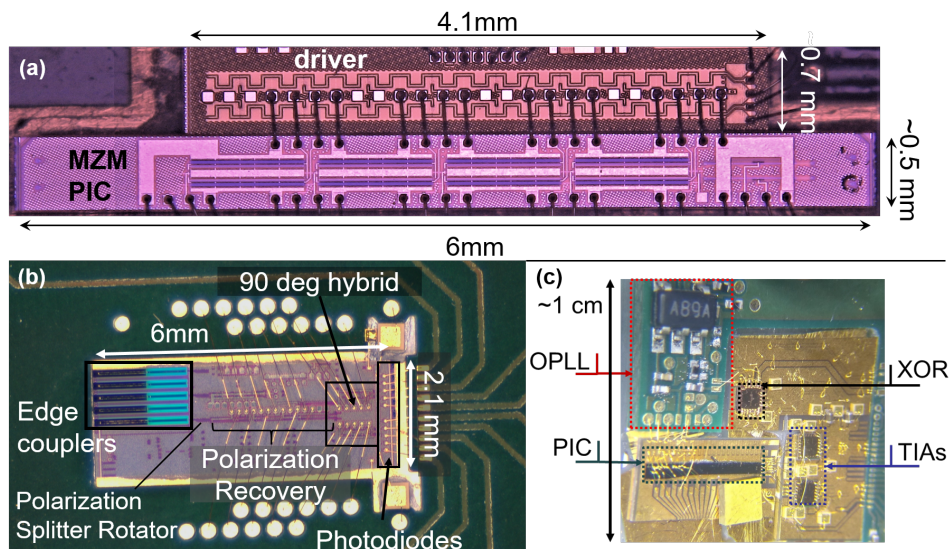 4.1mm
(a)
driver
~0.7 mm
MZM
PIC
~0.5 mm
6mm
(b)
90 deg hybrid
6mm
2.1 mm
Edge
couplers
Polarization
Recovery
Polarization
Splitter Rotator
Photodiodes
(c)
~1 cm
A89A
OPLL
XOR
PIC
TIAs